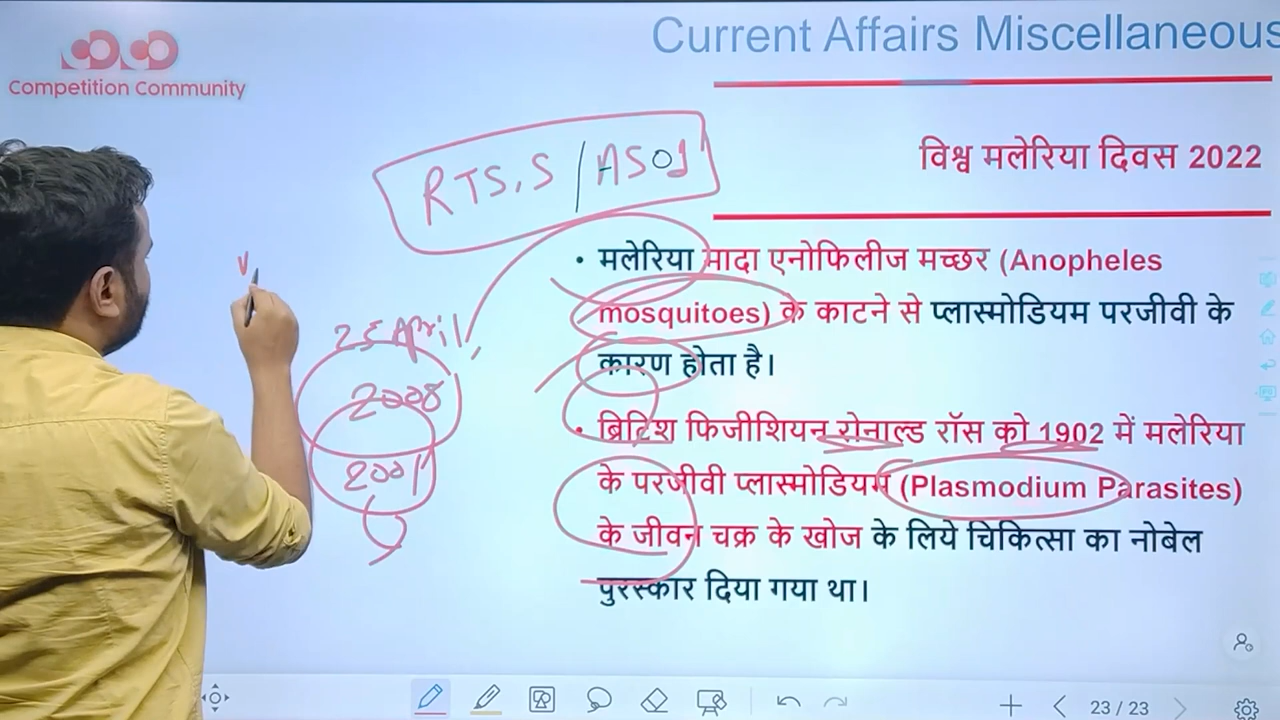 Current Affairs Miscellaneous
Competition Community
विश्व मलेरिया दिवस 2022
RTS,S / AS01
• मलेरिया मादा एनोफिलीज मच्छर (Anopheles
mosquitoes) के काटने से प्लास्मोडियम परजीवी के
कारण होता है।
25 April
2008
2001
• ब्रिटिश फिजीशियन रोनाल्ड रॉस को 1902 में मलेरिया
के परजीवी प्लास्मोडियम (Plasmodium Parasites)
के जीवन चक्र के खोज के लिये चिकित्सा का नोबेल
पुरस्कार दिया गया था।
23 / 23